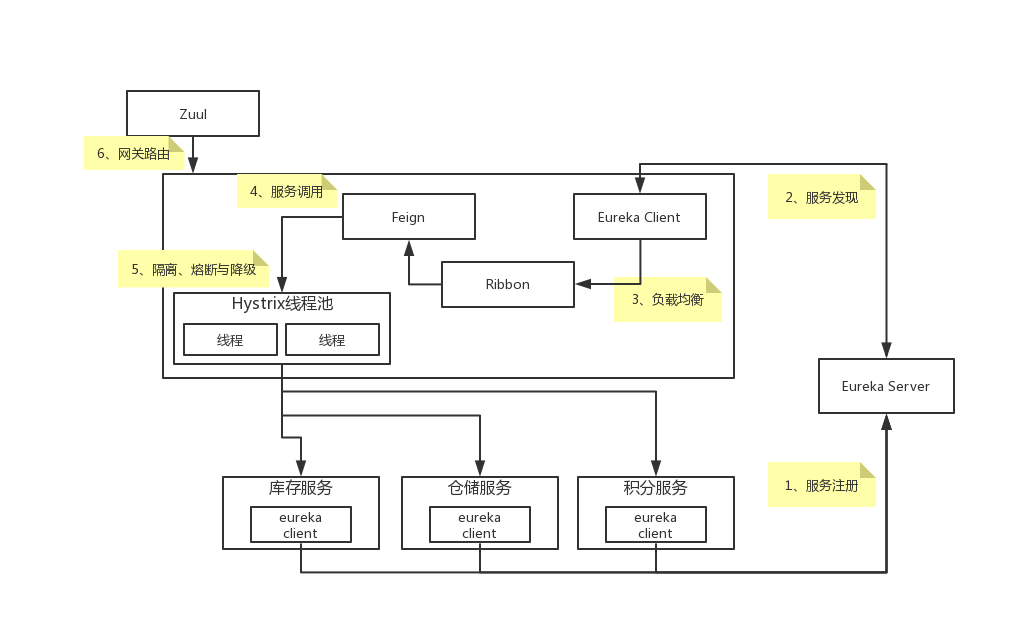 Zuul
6、网关路由
4、服务调用
Feign
Eureka Client
2、服务发现
5、隔离、熔断与降级
Ribbon
3、负载均衡
Hystrix线程池
线程
线程
Eureka Server
库存服务
eureka
client
仓储服务
eureka
client
积分服务
eureka
client
1、服务注册